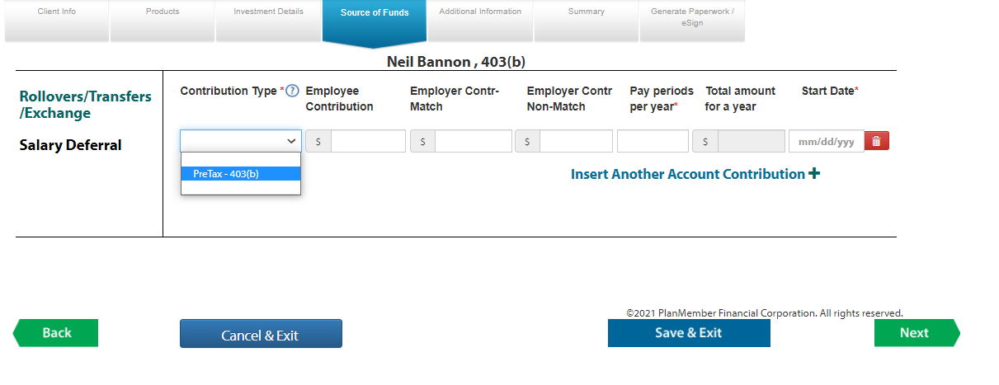 Client Info
Products
Investment Details
Source of Funds
Additional Information
Summary
Generate Paperwork /
eSign
Neil Bannon , 403(b)
Rollovers/Transfers
/Exchange
Salary Deferral
Contribution Type *?
Employee
Contribution
Employer Contr-
Match
Employer Contr
Non-Match
Pay periods
per year*
Total amount
for a year
Start Date*
$
$
$
$
mm/dd/yyy
PreTax - 403(b)
Insert Another Account Contribution +
©2021 PlanMember Financial Corporation. All rights reserved.
Back
Cancel & Exit
Save & Exit
Next